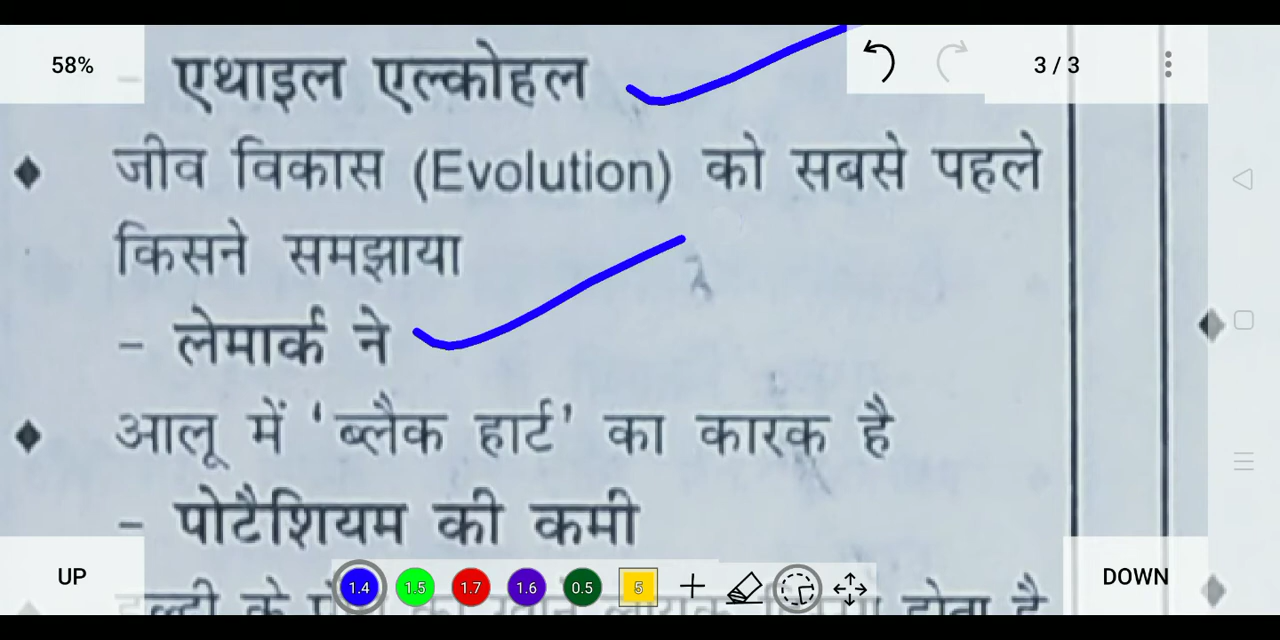 58%
3 / 3
– एथाइल एल्कोहल
♦ जीव विकास (Evolution) को सबसे पहले
किसने समझाया
– लेमार्क ने
♦ आलू में ‘ब्लैक हार्ट’ का कारक है
– पोटैशियम की कमी
UP
1.4 1.5 1.7 1.6 0.5 5
DOWN
होता है